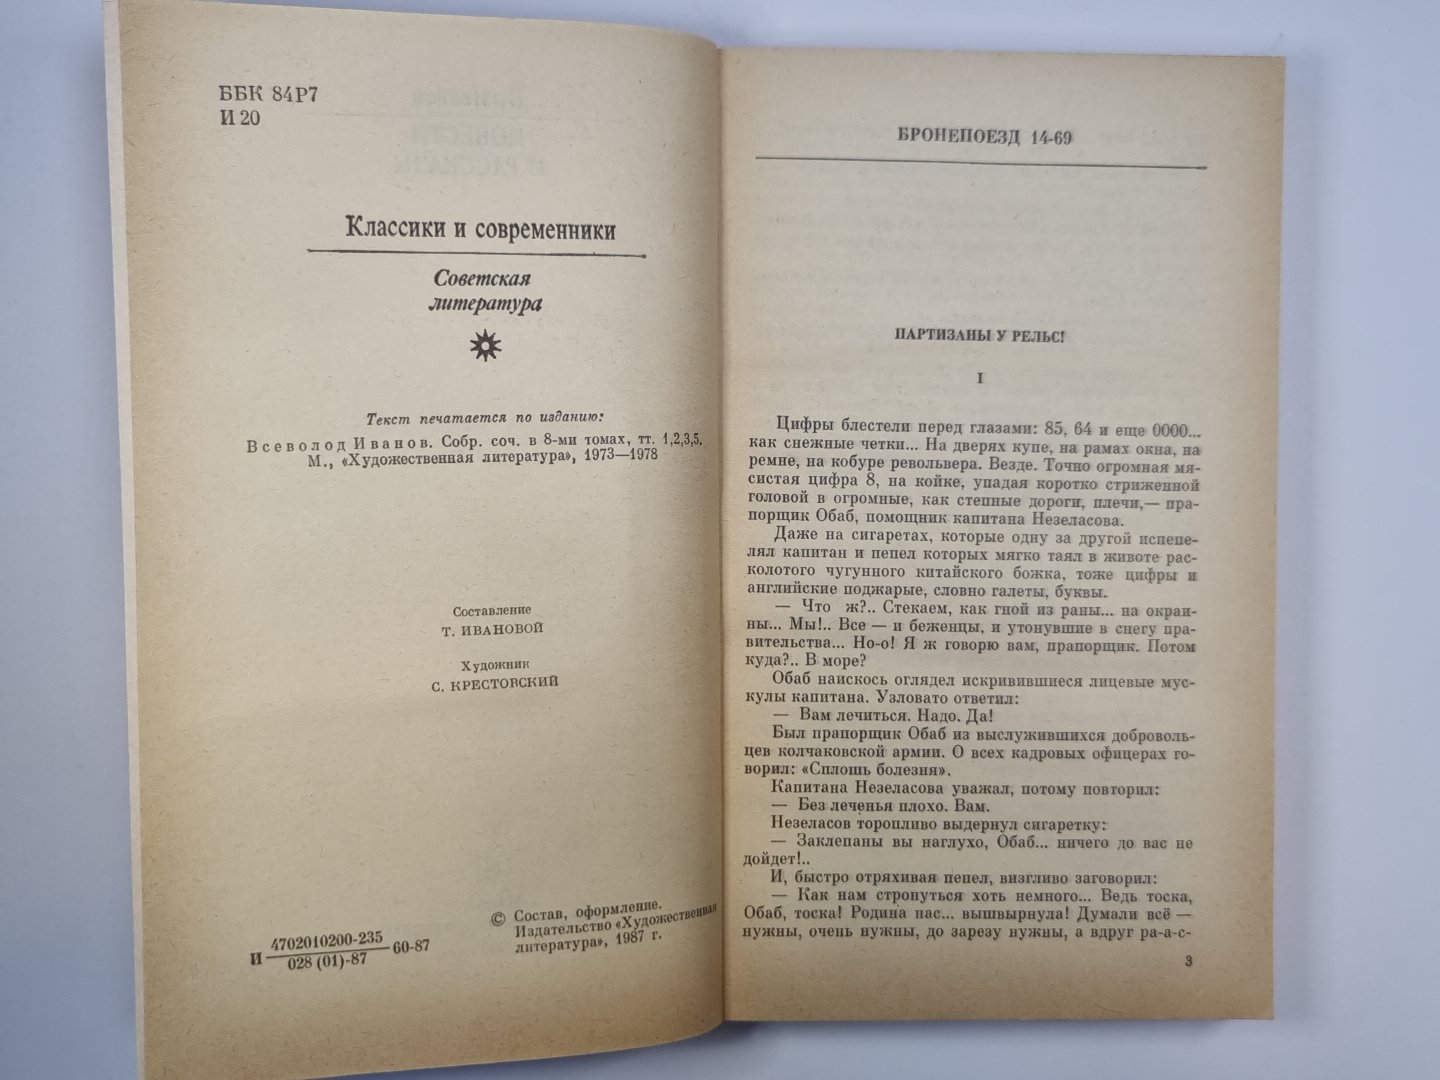 ББК 84Р7
И 20
Классики и современники
Советская
литература
Текст печатается по изданию:
Всеволод Иванов. Собр. соч. в 8-ми томах, тт. 1,2,3,5.
М., «Художественная литература», 1973—1978
Составление
Т. ИВАНОВОЙ
Художник
С. КРЕСТОВСКИЙ
И 4702010200-235 60-87
028 (01)-87
© Состав, оформление.
Издательство «Художественная
литература», 1987 г.
БРОНЕПОЕЗД 14-69
ПАРТИЗАНЫ У РЕЛЬС!
I
Цифры блестели перед глазами: 85, 64 и еще 0000...
как снежные четки... На дверях купе, на рамах окна, на
ремне, на кобуре револьвера. Везде. Точно огромная мя-
систая цифра 8, на койке, упадая коротко стриженной
головой в огромные, как степные дороги, плечи,— пра-
порщик Обаб, помощник капитана Незеласова.
Даже на сигаретах, которые одну за другой испепе-
лял капитан и пепел которых мягко таял в животе рас-
колотого чугунного китайского божка, тоже цифры и
английские поджарые, словно галеты, буквы.
— Что ж?.. Стекаем, как гной из раны... на окраи-
ны... Мы!.. Все — и беженцы, и утонувшие в снегу пра-
вительства... Но-о! Я ж говорю вам, прапорщик. Потом
куда?.. В море?
Обаб наискось оглядел искривившиеся лицевые мус-
кулы капитана. Узловато ответил:
— Вам лечиться. Надо. Да!
Был прапорщик Обаб из выслужившихся доброволь-
цев колчаковской армии. О всех кадровых офицерах го-
ворил: «Сплошь болезня».
Капитана Незеласова уважал, потому повторил:
— Без леченья плохо. Вам.
Незеласов торопливо выдернул сигаретку:
— Заклепаны вы наглухо, Обаб... ничего до вас не
дойдет!..
И, быстро отряхивая пепел, визгливо заговорил:
— Как нам стронуться хоть немного... Ведь тоска,
Обаб, тоска! Родина нас... вышвырнула! Думали всё —
нужны, очень нужны, до зарезу нужны, а вдруг ра-а-с-
3